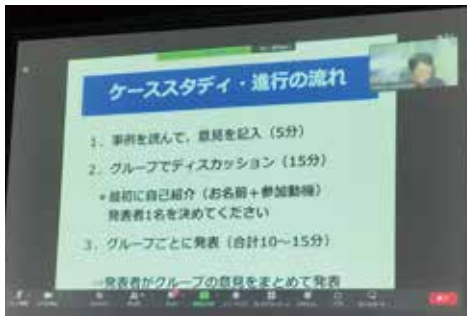 ケーススタディ・進行の流れ
1. 事例を読んで、意見を記入（5分）
2. グループでディスカッション（15分）
*最初に自己紹介（お名前＋参加動機）
発表者1名を決めてください
3. グループごとに発表（合計10～15分）
→発表者がグループの意見をまとめて発表